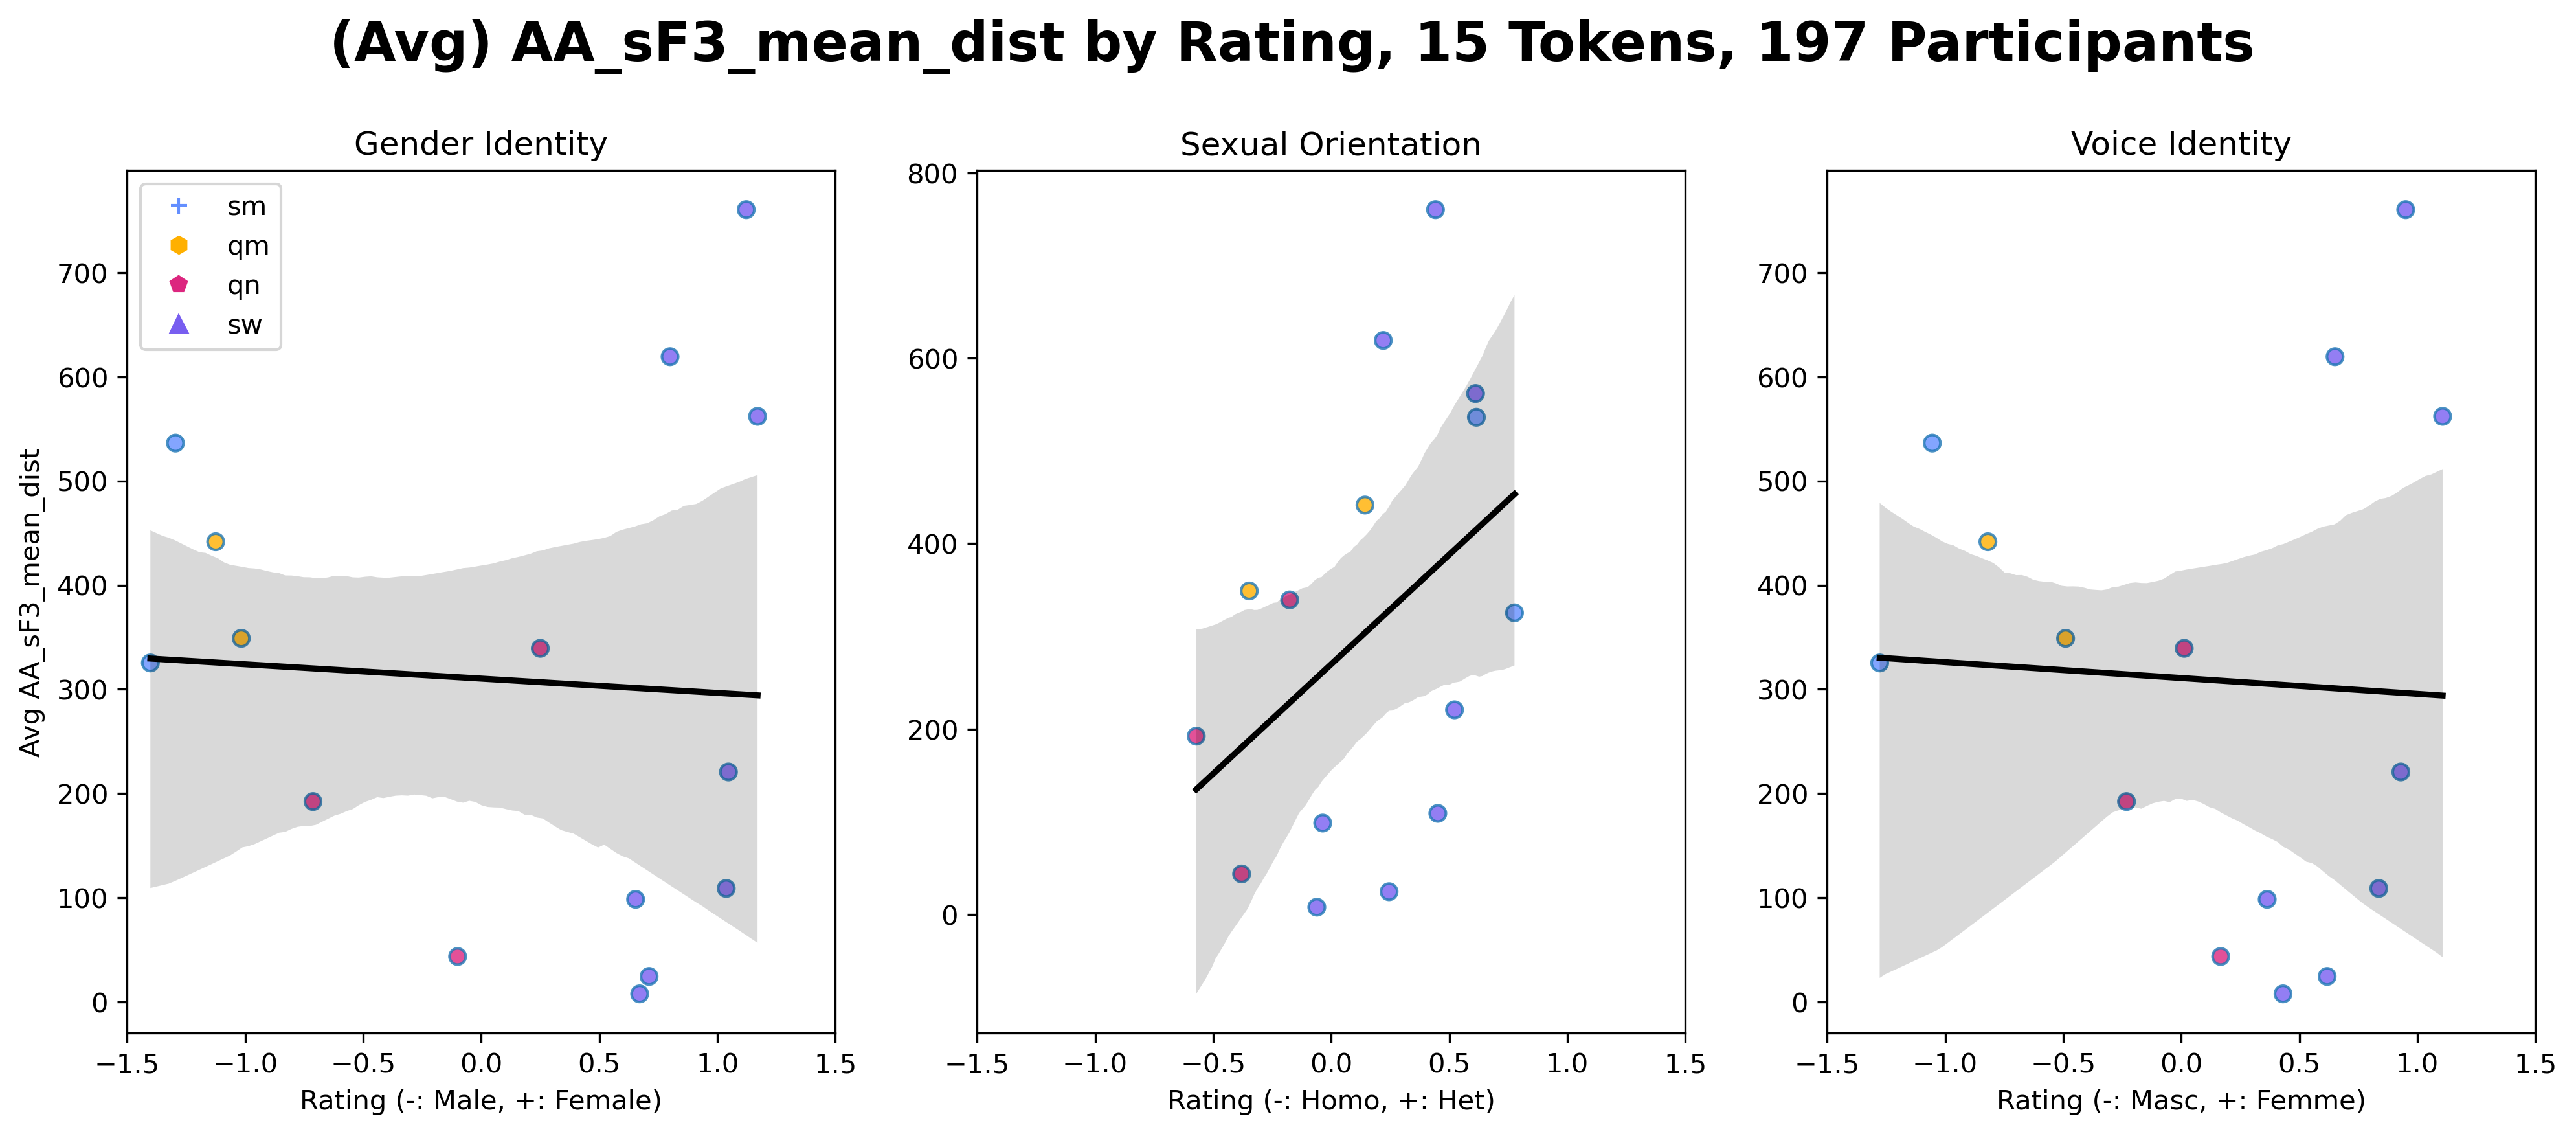 (Avg) AA_sF3_mean_dist by Rating, 15 Tokens, 197 Participants
Gender Identity
sm
qm
qn
sw
Avg AA_sF3_mean_dist
700
600
500
400
300
200
100
0
−1.5 −1.0 −0.5 0.0 0.5 1.0 1.5
Rating (-: Male, +: Female)
Sexual Orientation
800
600
400
200
0
−1.5 −1.0 −0.5 0.0 0.5 1.0 1.5
Rating (-: Homo, +: Het)
Voice Identity
700
600
500
400
300
200
100
0
−1.5 −1.0 −0.5 0.0 0.5 1.0 1.5
Rating (-: Masc, +: Femme)